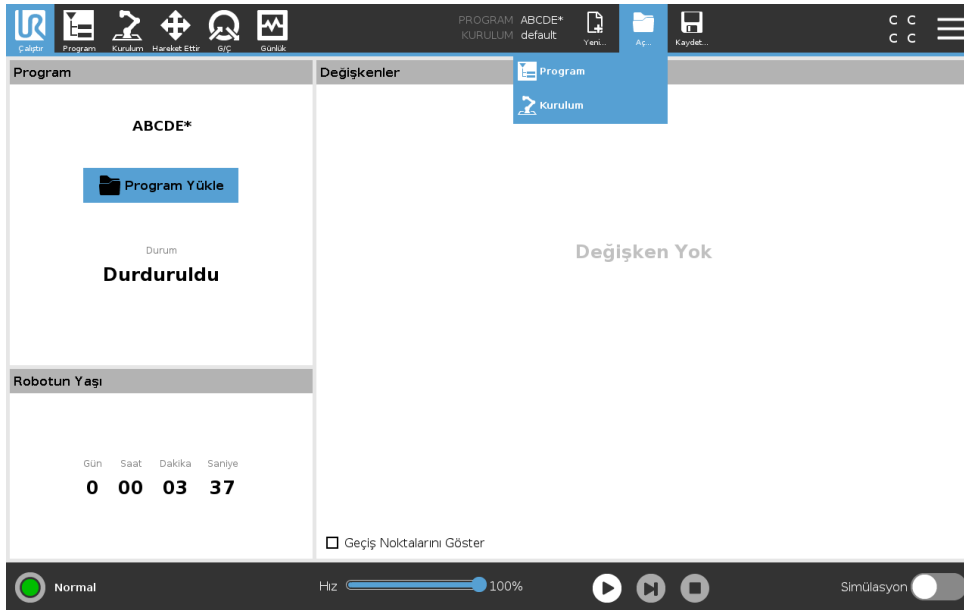 PROGRAM ABCDE*
KURULUM default
C C
C C
Çalıştır Program Kurulum Hareket Ettir G/Ç Günlük Yeni... Aç... Kaydet...
Program
Kurulum
Program
Değişkenler
ABCDE*
Program Yükle
Durum
Durduruldu
Değişken Yok
Robotun Yaşı
Gün Saat Dakika Saniye
0 00 03 37
Geçiş Noktalarını Göster
Normal
Hız 100%
Simülasyon